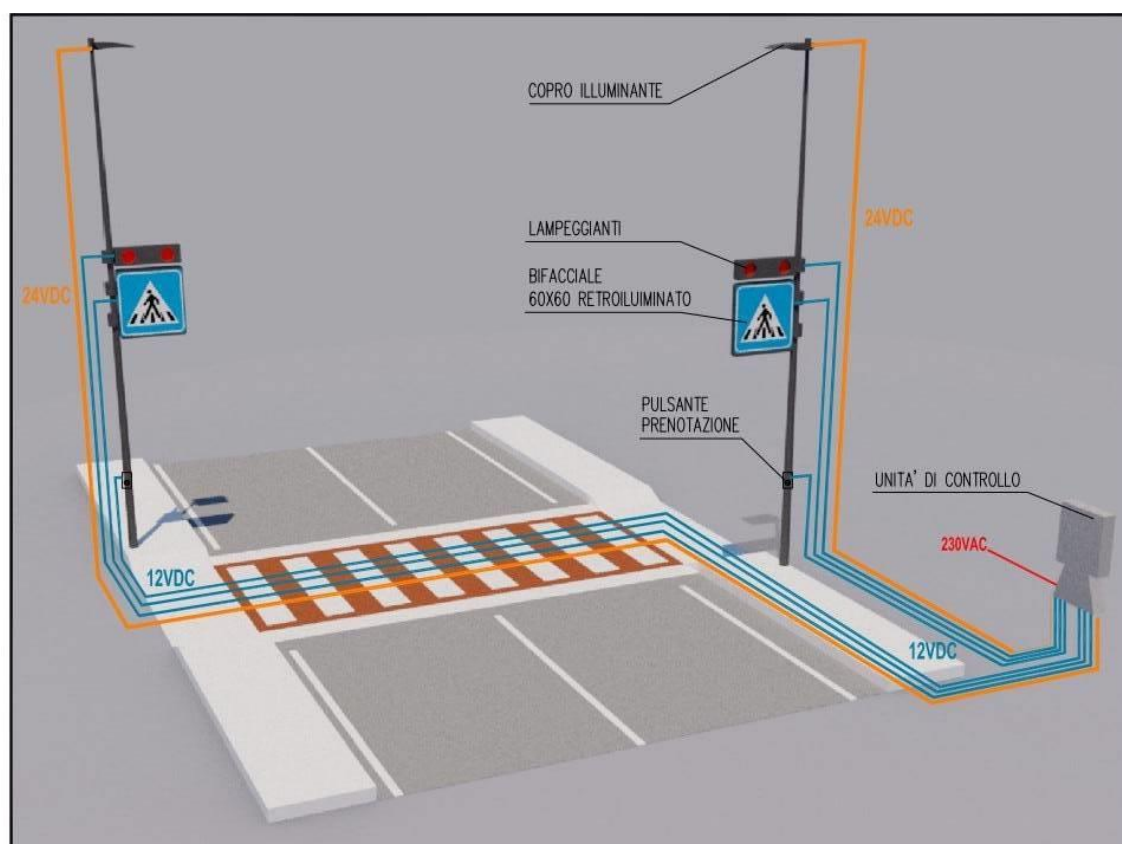 COPRO ILLUMINANTE
24VDC
LAMPEGGIANTI
BIFACCIALE
60X60 RETROILUIMINATO
24VDC
PULSANTE
PRENOTAZIONE
UNITA' DI CONTROLLO
230VAC
12VDC
12VDC